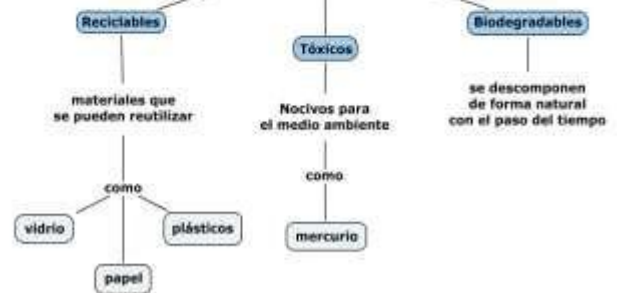 Reciclables
materiales que
se pueden reutilizar
como
vidrio
plásticos
papel
Tóxicos
Nocivos para
el medio ambiente
como
mercurio
Biodegradables
se descomponen
de forma natural
con el paso del tiempo